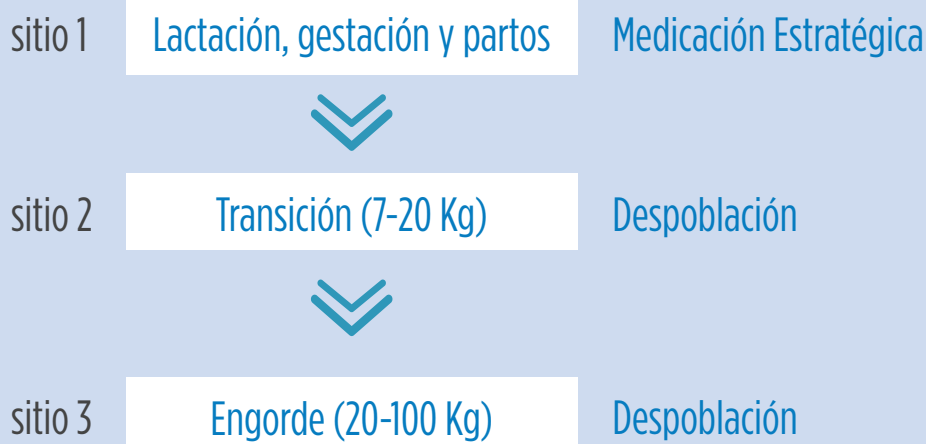 sitio 1 Lactación, gestación y partos Medicación Estratégica
sitio 2 Transición (7-20 Kg) Despoblación
sitio 3 Engorde (20-100 Kg) Despoblación